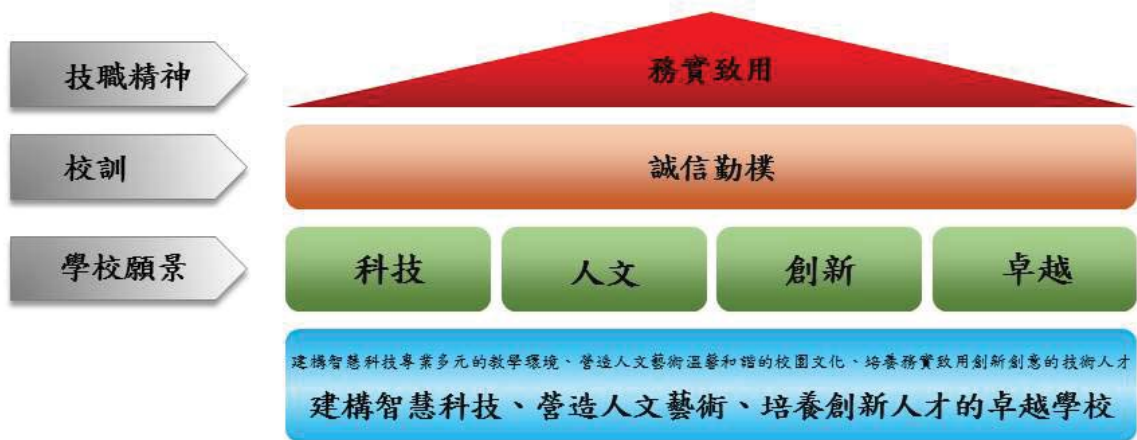 技職精神
務實致用
校訓
誠信勤樸
學校願景
科技
人文
創新
卓越
建構智慧科技專業多元的教學環境、營造人文藝術溫馨和諧的校園文化、培養務實致用創新創意的技術人才
建構智慧科技、營造人文藝術、培養創新人才的卓越學校